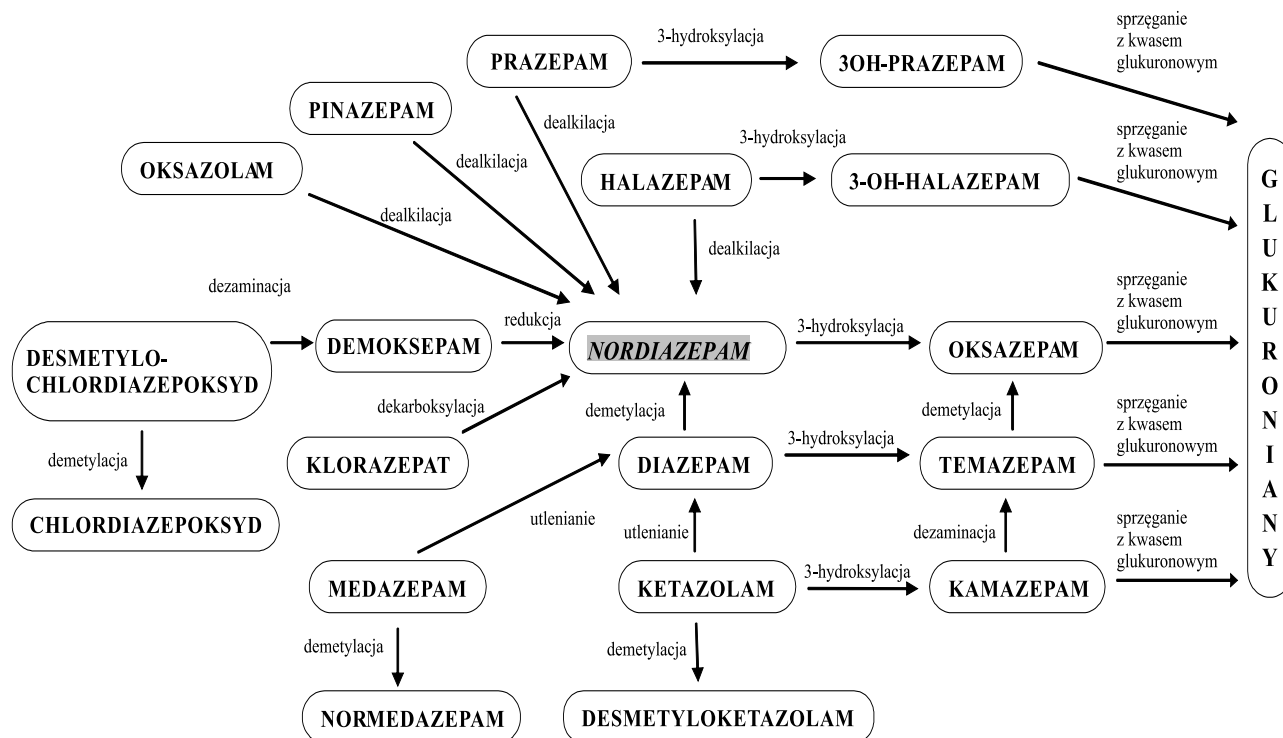 sprzęganie
z kwasem
glukuronowym
3-hydroksylacja
PRAZEPAM
3OH-PRAZEPAM
PINAZEPAM
dealkilacja
3-hydroksylacja
sprzęganie
z kwasem
glukuronowym
OKSAZOLAM
dealkilacja
HALAZEPAM
3-OH-HALAZEPAM
dealkilacja
dealkilacja
dezaminacja
redukcja
3-hydroksylacja
sprzęganie
z kwasem
glukuronowym
DESMETYLO-
CHLORDIAZEPOKSYD
DEMOKSEPAM
NORDIAZEPAM
OKSAZEPAM
dekarboksylacja
demetylacja
demetylacja
sprzęganie
z kwasem
glukuronowym
demetylacja
KLORAZEPAT
DIAZEPAM
3-hydroksylacja
TEMAZEPAM
CHLORDIAZEPOKSYD
utlenianie
utlenianie
dezaminacja
sprzęganie
z kwasem
glukuronowym
MEDAZEPAM
KETAZOLAM
3-hydroksylacja
KAMAZEPAM
demetylacja
demetylacja
NORMEDAZEPAM
DESMETYLOKETAZOLAM
G
L
U
K
U
R
O
N
I
A
N
Y